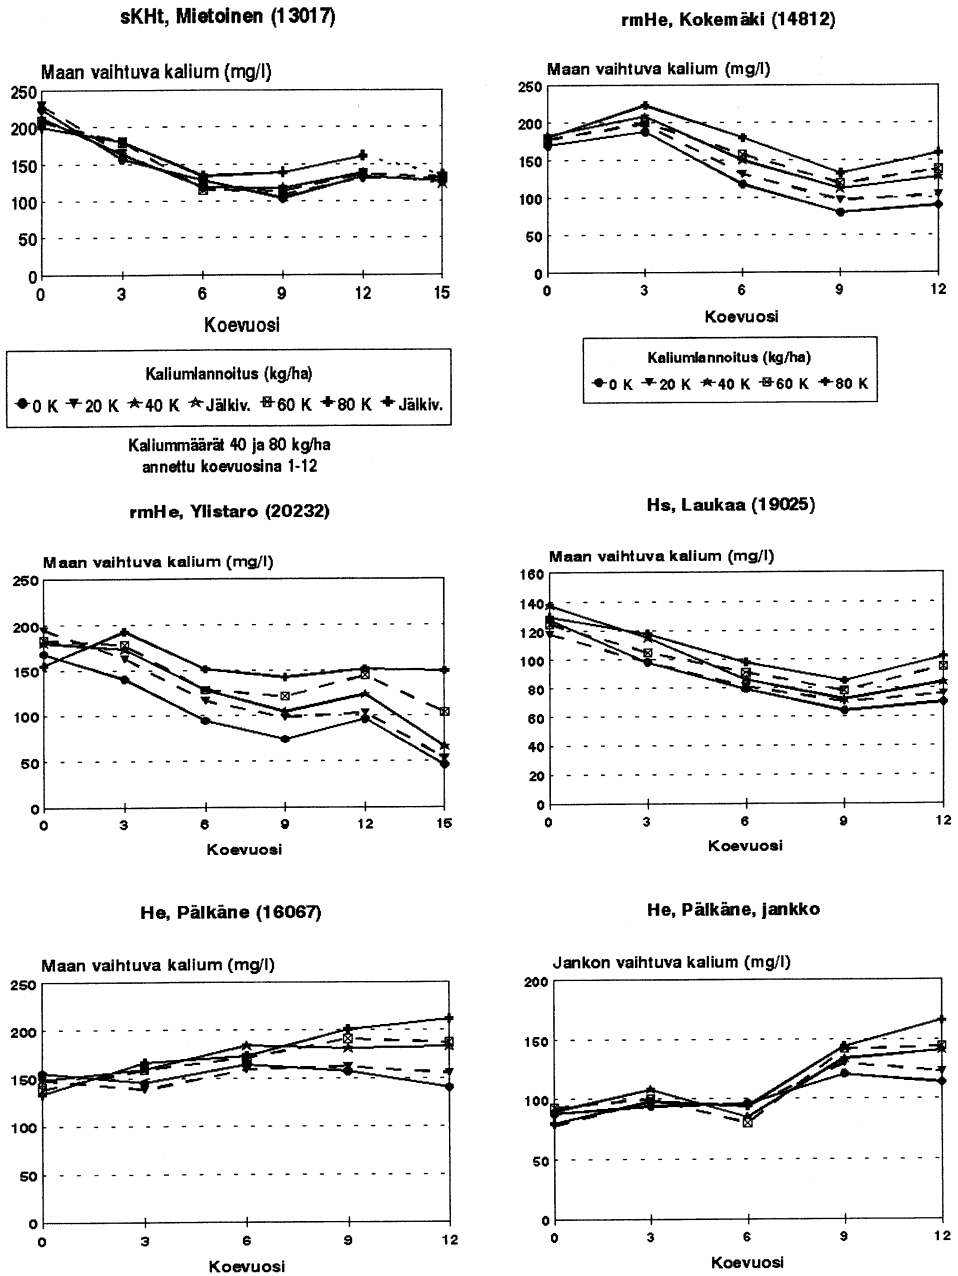 sKHt, Mietoinen (13017)
Maan vaihtuva kalium (mg/l)
250
200
150
100
50
0
0 3 6 9 12 15
Koevuosi
Kaliumlannoitus (kg/ha)
0 K 20 K 40 K Jälkiv. 60 K 80 K Jälkiv.
Kaliummäärät 40 ja 80 kg/ha
annettu koevuosina 1-12
rmHe, Kokemäki (14812)
Maan vaihtuva kalium (mg/l)
250
200
150
100
50
0
0 3 6 9 12
Koevuosi
Kaliumlannoitus (kg/ha)
0 K 20 K 40 K 60 K 80 K
rmHe, Ylistaro (20232)
Maan vaihtuva kalium (mg/l)
250
200
150
100
50
0
0 3 6 9 12 15
Koevuosi
Hs, Laukaa (19025)
Maan vaihtuva kalium (mg/l)
160
140
120
100
80
60
40
20
0
0 3 6 9 12
Koevuosi
He, Pälkäne (16067)
Maan vaihtuva kalium (mg/l)
250
200
150
100
50
0
0 3 6 9 12
Koevuosi
He, Pälkäne, jankko
Jankon vaihtuva kalium (mg/l)
200
150
100
50
0
0 3 6 9 12
Koevuosi